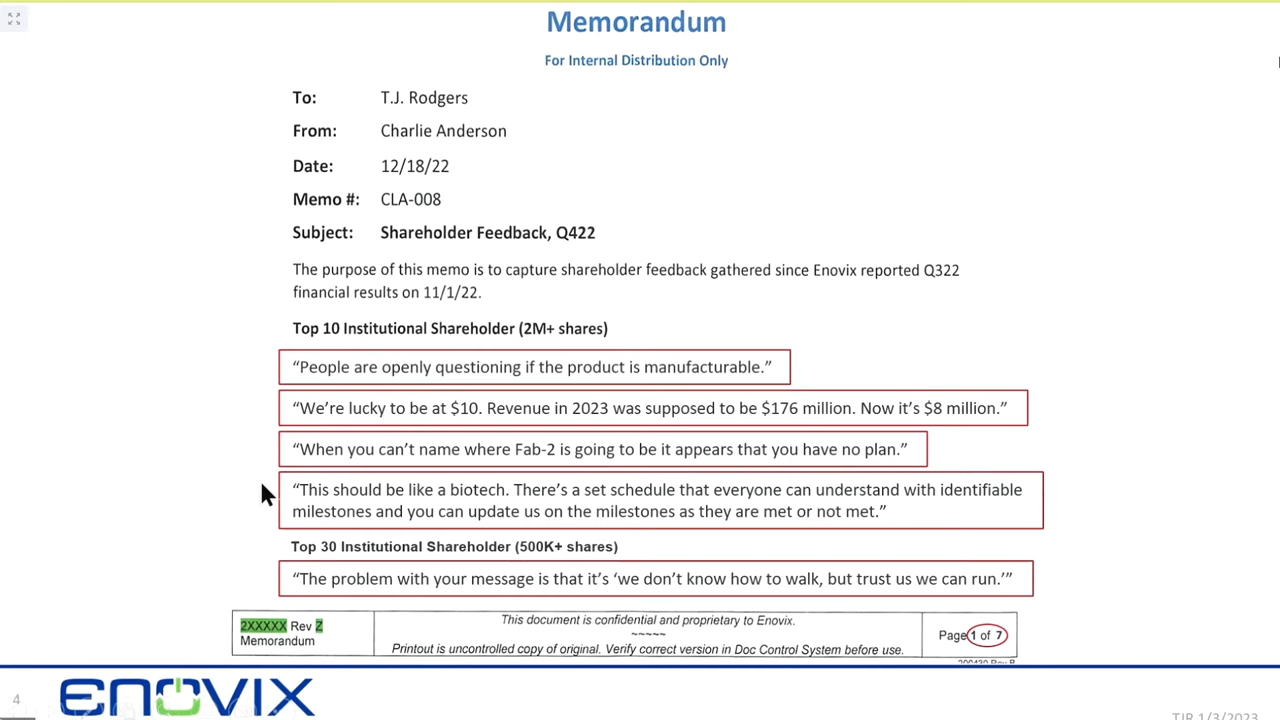 Memorandum
For Internal Distribution Only
To: T.J. Rodgers
From: Charlie Anderson
Date: 12/18/22
Memo #: CLA-008
Subject: Shareholder Feedback, Q422
The purpose of this memo is to capture shareholder feedback gathered since Enovix reported Q322
financial results on 11/1/22.
Top 10 Institutional Shareholder (2M+ shares)
“People are openly questioning if the product is manufacturable.”
“We’re lucky to be at $10. Revenue in 2023 was supposed to be $176 million. Now it’s $8 million.”
“When you can’t name where Fab-2 is going to be it appears that you have no plan.”
“This should be like a biotech. There’s a set schedule that everyone can understand with identifiable
milestones and you can update us on the milestones as they are met or not met.”
Top 30 Institutional Shareholder (500K+ shares)
“The problem with your message is that it’s ‘we don’t know how to walk, but trust us we can run.’”
2XXXXX Rev Z
Memorandum
This document is confidential and proprietary to Enovix.
~~~~~
Printout is uncontrolled copy of original. Verify correct version in Doc Control System before use.
Page 1 of 7
4
ENOVIX
TJR 1/3/2023